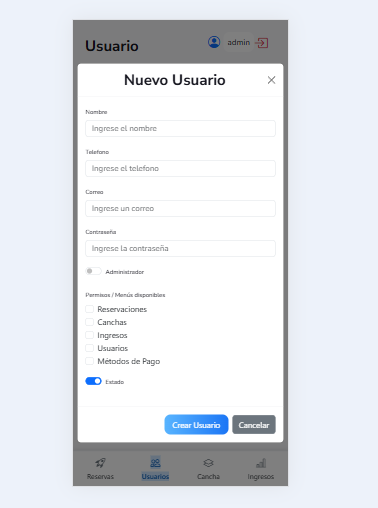 Usuario
admin
Nuevo Usuario
Nombre
Ingrese el nombre
Telefono
Ingrese el telefono
Correo
Ingrese un correo
Contraseña
Ingrese la contraseña
Administrador
Permisos / Menús disponibles
Reservaciones
Canchas
Ingresos
Usuarios
Métodos de Pago
Estado
Crear Usuario Cancelar
Reservas Usuarios Cancha Ingresos